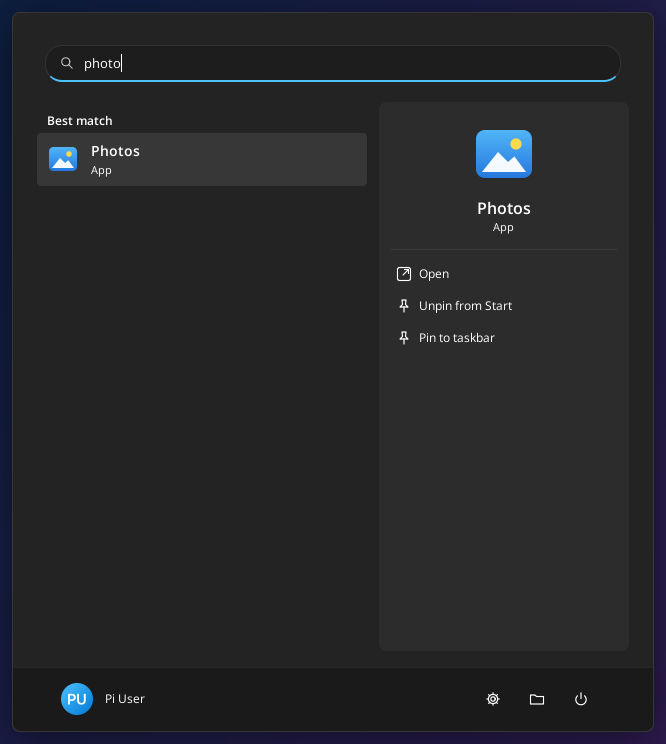 photo
Best match
Photos
App
Photos
App
Open
Unpin from Start
Pin to taskbar
PU
Pi User